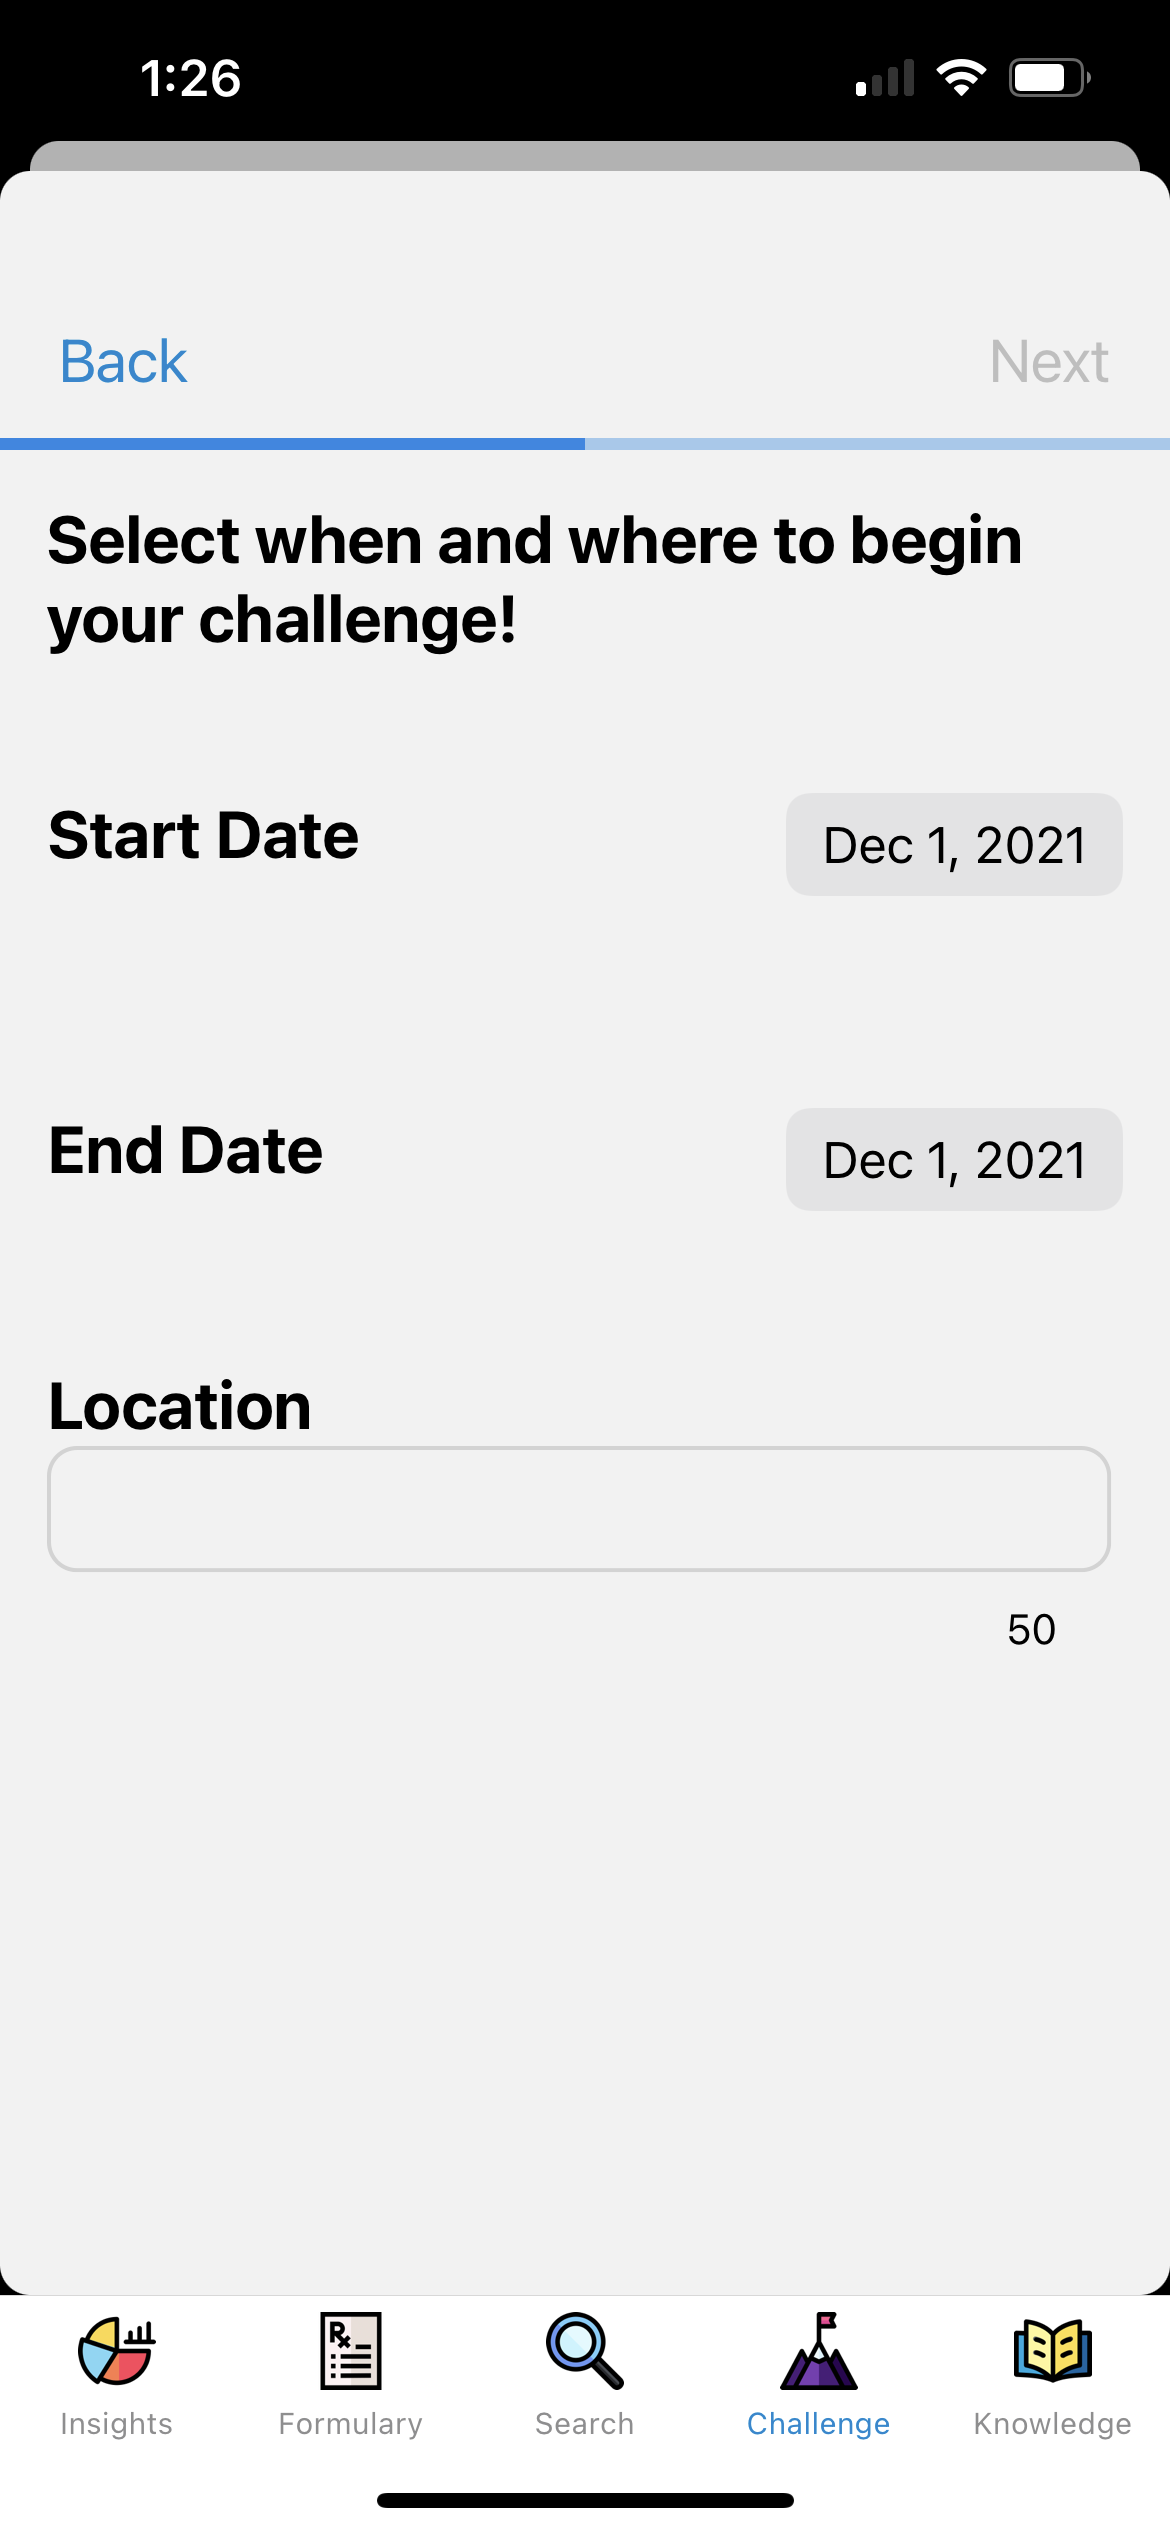 1:26
Back
Next
Select when and where to begin
your challenge!
Start Date
Dec 1, 2021
End Date
Dec 1, 2021
Location
50
Insights
Formulary
Search
Challenge
Knowledge